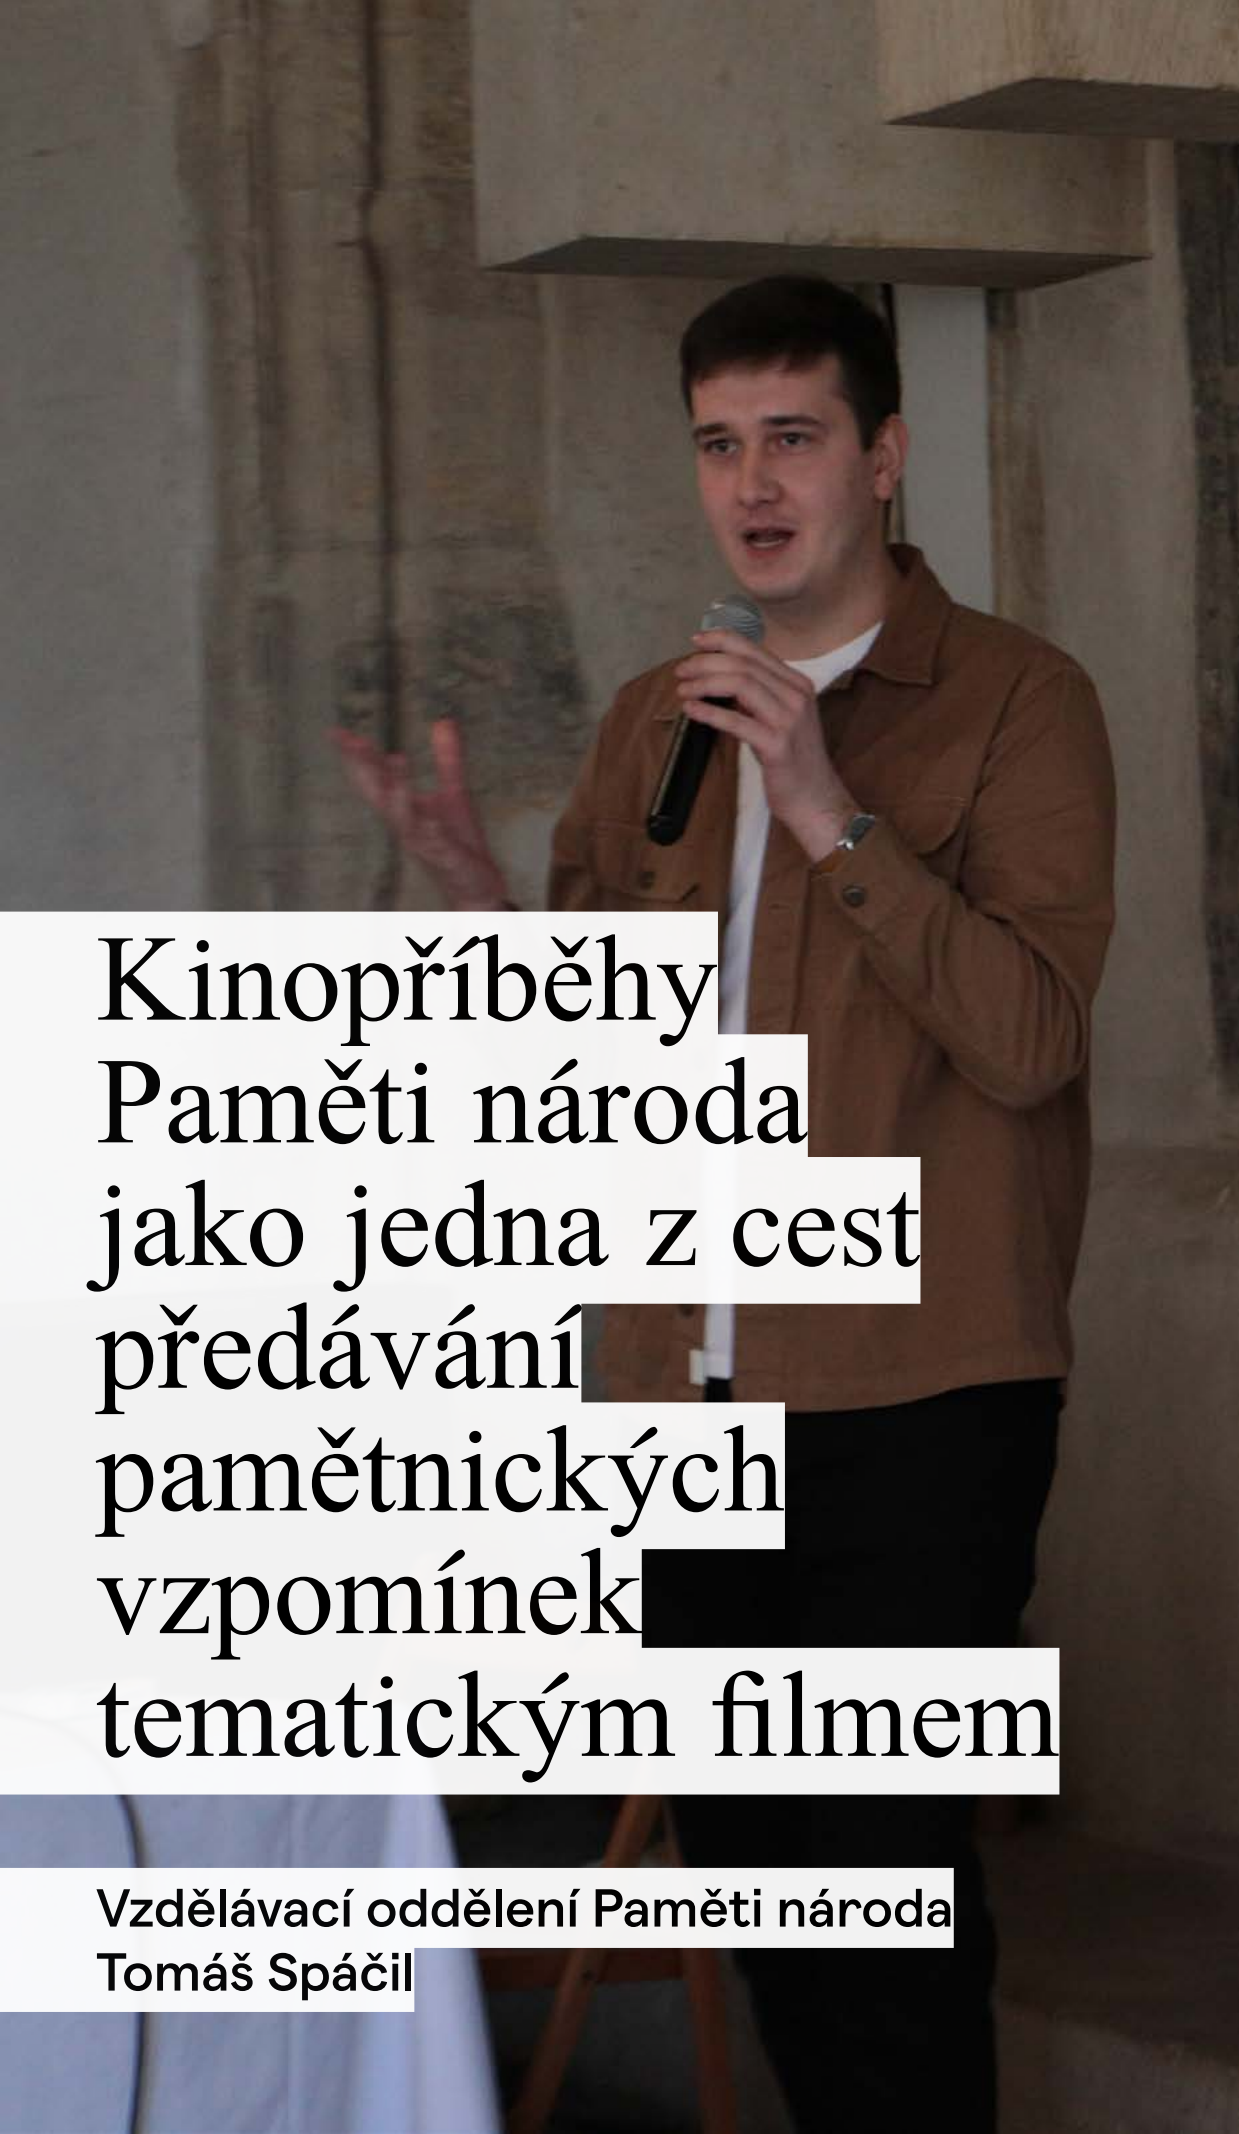 Kinopříběhy
Paměti národa
jako jedna z cest
předávání
pamětnických
vzpomínek
tematickým filmem
Vzdělávací oddělení Paměti národa
Tomáš Spáčil